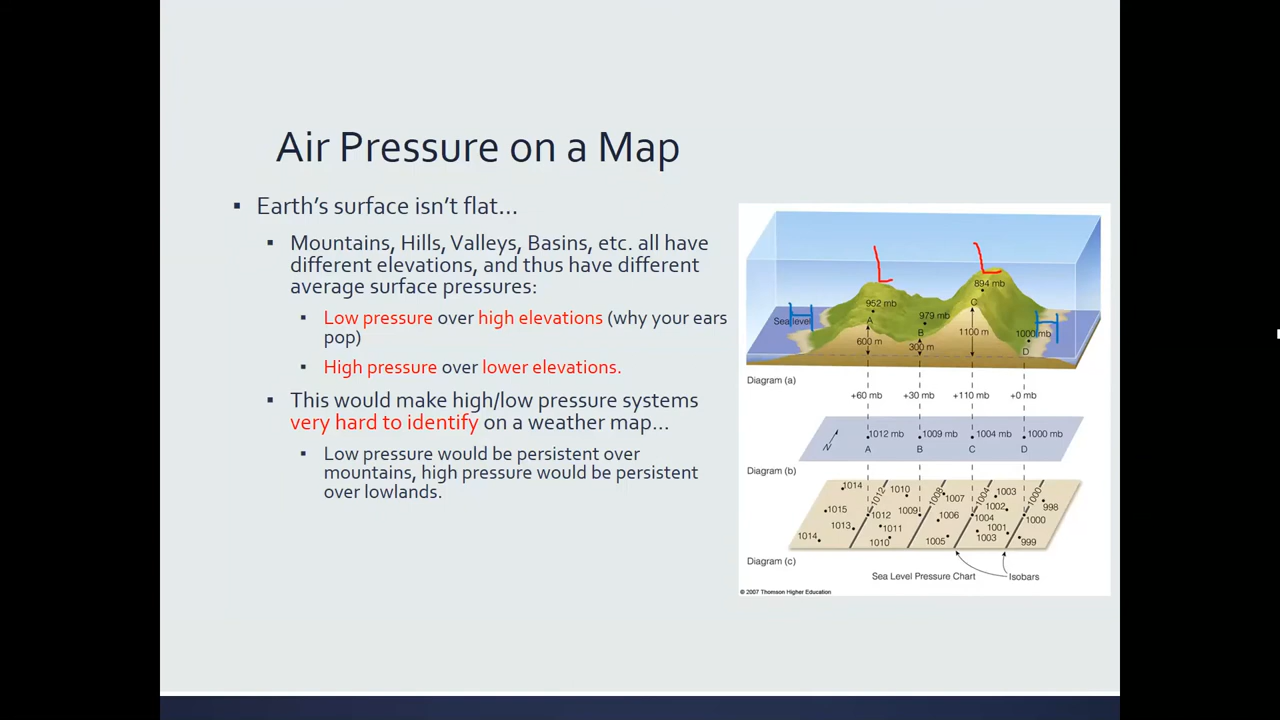 Air Pressure on a Map
▪ Earth's surface isn't flat…
▪ Mountains, Hills, Valleys, Basins, etc. all have
different elevations, and thus have different
average surface pressures:
▪ Low pressure over high elevations (why your ears
pop)
▪ High pressure over lower elevations.
▪ This would make high/low pressure systems
very hard to identify on a weather map…
▪ Low pressure would be persistent over
mountains, high pressure would be persistent
over lowlands.
L L
894 mb
952 mb C
H Sea level A 979 mb H
B 1000 mb
600 m 300 m 1100 m D
Diagram (a)
+60 mb +30 mb +110 mb +0 mb
N 1012 mb 1009 mb 1004 mb 1000 mb
A B C D
Diagram (b)
1014 1012 1010 1008 1007 1004 1003 1000 998
1015 1012 1009 1006 1004 1002 1000
1013 1011 1001
1014 1010 1005 1003 999
Diagram (c)
Sea Level Pressure Chart Isobars
© 2007 Thomson Higher Education